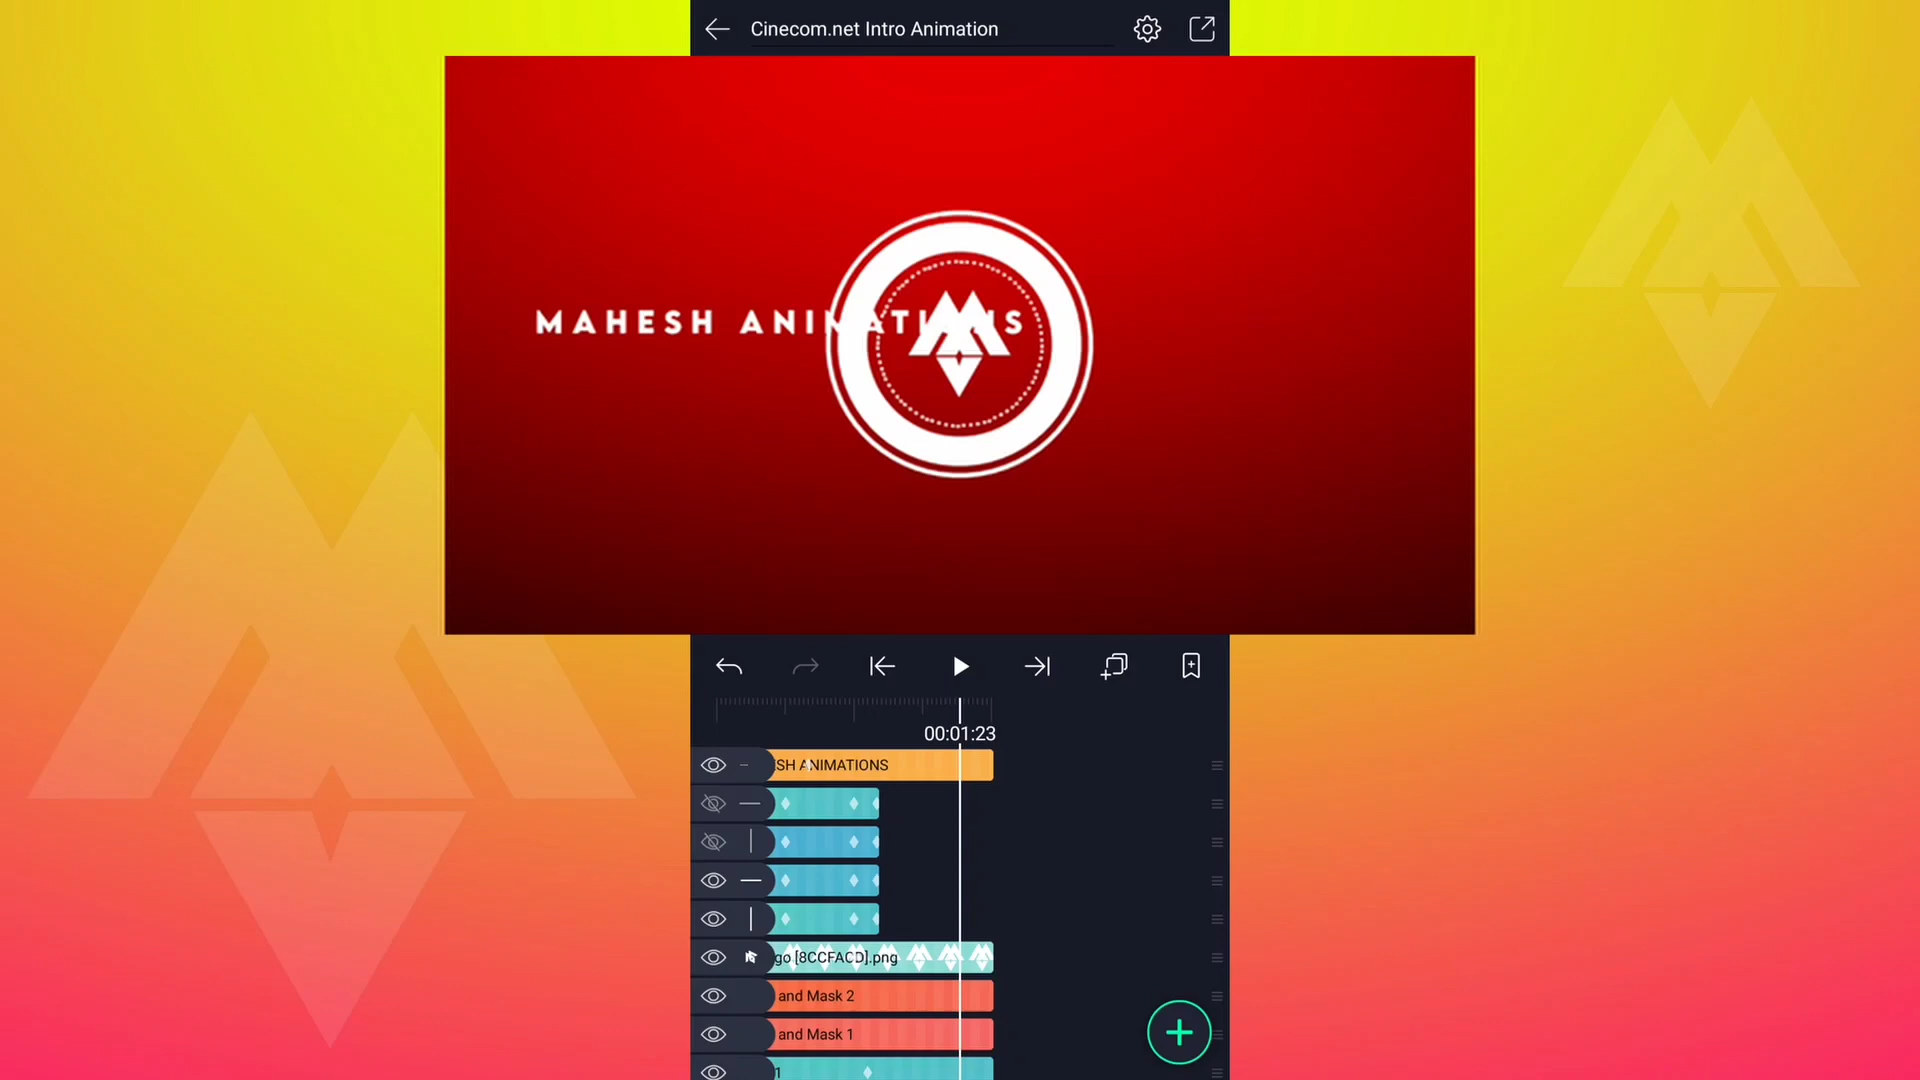 Cinecom.net Intro Animation
MAHESH ANIMATIONS
00:01:23
SH ANIMATIONS
go [8CCFACD].png
and Mask 2
and Mask 1
1